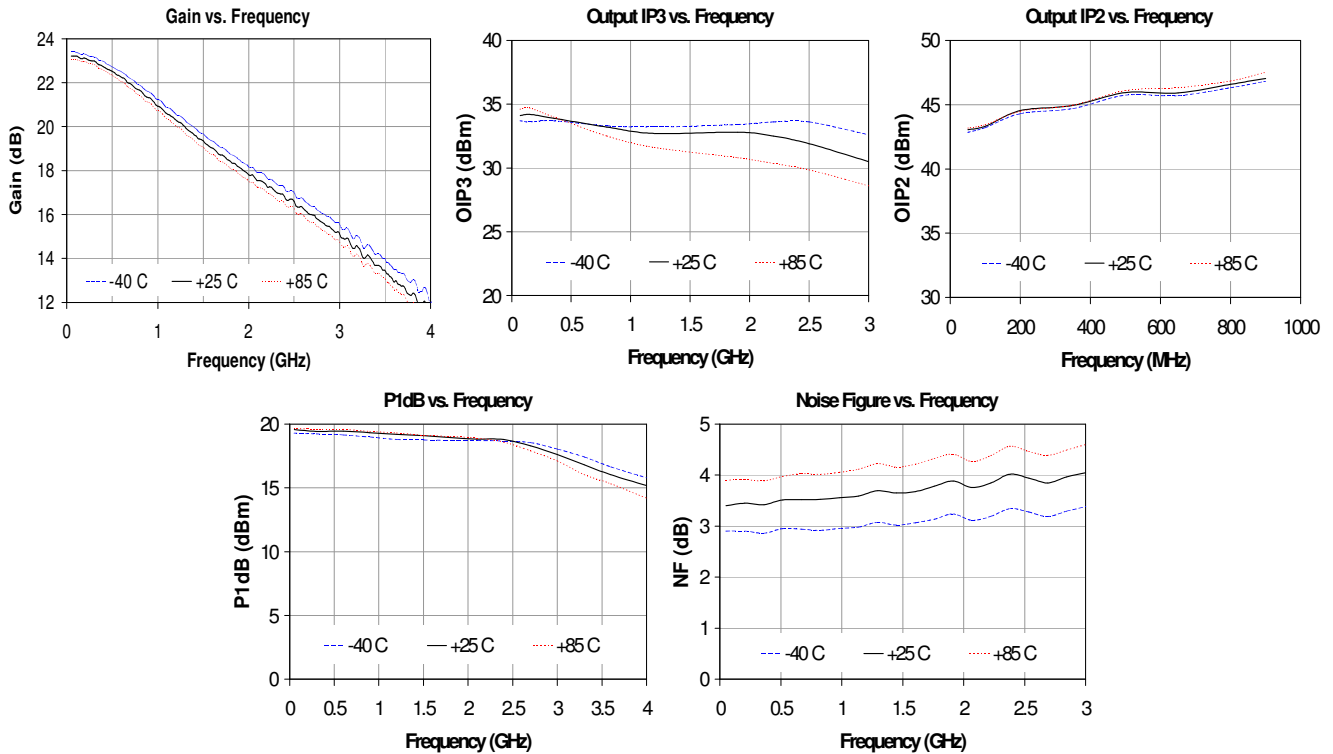 Gain vs. Frequency
24
22
20
18
16
14
12
Gain (dB)
-40 C
+25 C
+85 C
0
1
2
3
4
Frequency (GHz)
Output IP3 vs. Frequency
40
35
30
25
20
OIP3 (dBm)
-40 C
+25 C
+85 C
0
0.5
1
1.5
2
2.5
3
Frequency (GHz)
Output IP2 vs. Frequency
50
45
40
35
30
OIP2 (dBm)
-40 C
+25 C
+85 C
0
200
400
600
800
1000
Frequency (MHz)
P1dB vs. Frequency
20
15
10
5
0
P1dB (dBm)
-40 C
+25 C
+85 C
0
0.5
1
1.5
2
2.5
3
3.5
4
Frequency (GHz)
Noise Figure vs. Frequency
5
4
3
2
1
0
NF (dB)
-40 C
+25 C
+85 C
0
0.5
1
1.5
2
2.5
3
Frequency (GHz)